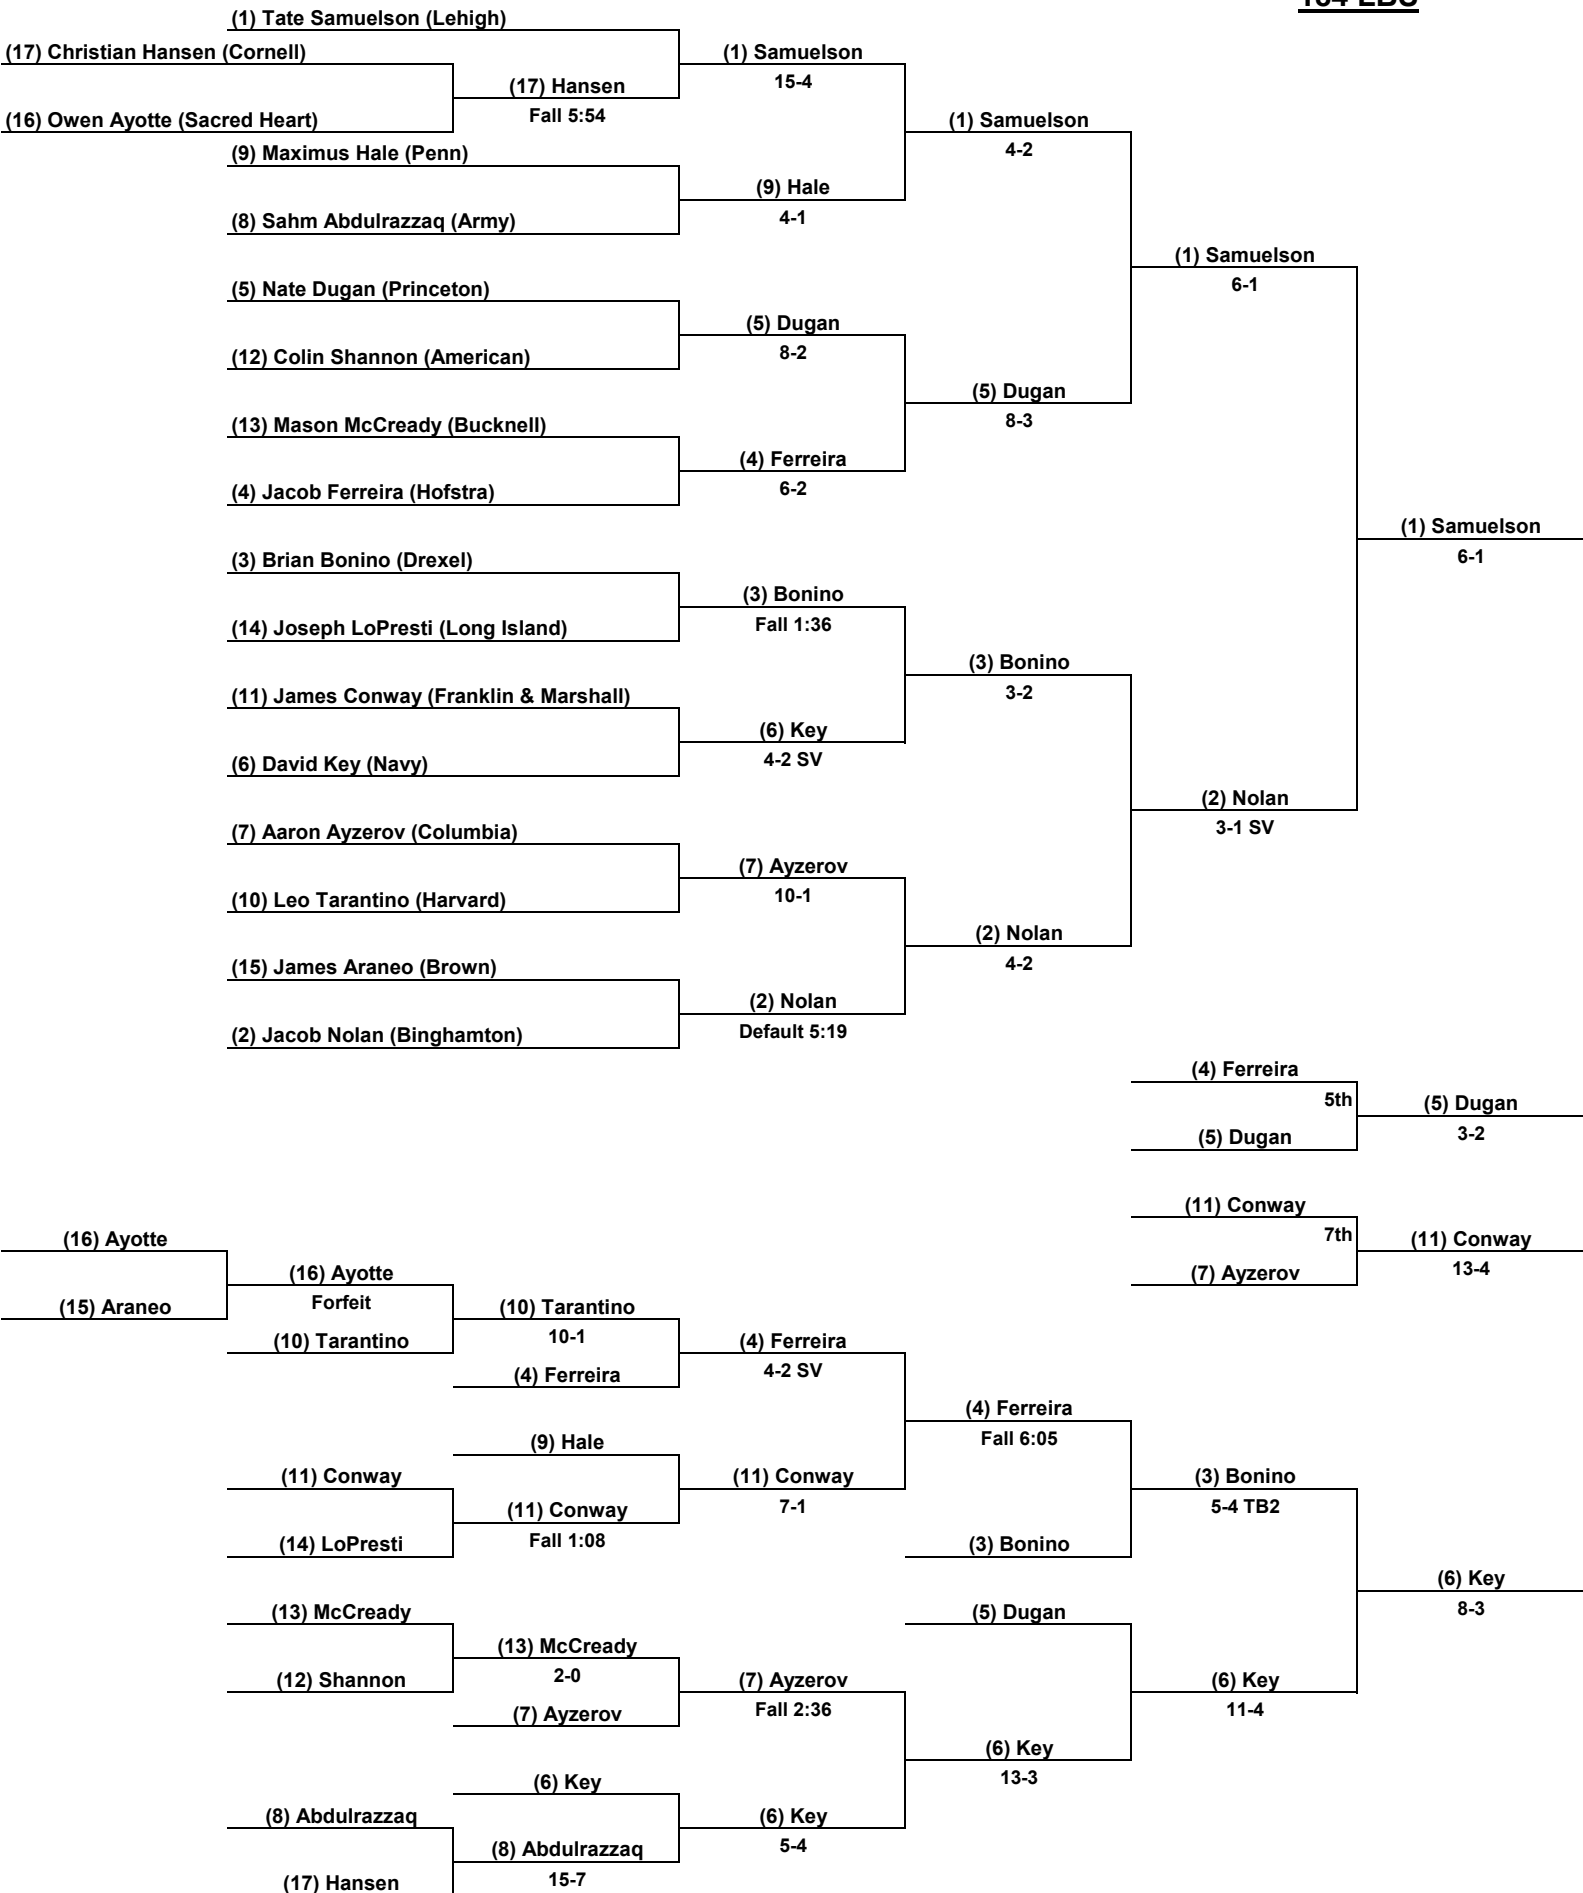 (1) Tate Samuelson (Lehigh)
(17) Christian Hansen (Cornell)
(1) Samuelson
(17) Hansen
15-4
Fall 5:54
(16) Owen Ayotte (Sacred Heart)
(1) Samuelson
4-2
(9) Maximus Hale (Penn)
(9) Hale
4-1
(8) Sahm Abdulrazzaq (Army)
(1) Samuelson
6-1
(5) Nate Dugan (Princeton)
(5) Dugan
8-2
(12) Colin Shannon (American)
(5) Dugan
8-3
(13) Mason McCready (Bucknell)
(4) Ferreira
6-2
(4) Jacob Ferreira (Hofstra)
(1) Samuelson
6-1
(3) Brian Bonino (Drexel)
(3) Bonino
Fall 1:36
(14) Joseph LoPresti (Long Island)
(3) Bonino
3-2
(11) James Conway (Franklin & Marshall)
(6) Key
4-2 SV
(6) David Key (Navy)
(2) Nolan
3-1 SV
(7) Aaron Ayzerov (Columbia)
(7) Ayzerov
10-1
(10) Leo Tarantino (Harvard)
(2) Nolan
4-2
(15) James Araneo (Brown)
(2) Nolan
Default 5:19
(2) Jacob Nolan (Binghamton)
(4) Ferreira
5th
(5) Dugan
3-2
(5) Dugan
(11) Conway
7th
(11) Conway
13-4
(7) Ayzerov
(16) Ayotte
(16) Ayotte
Forfeit
(15) Araneo
(10) Tarantino
10-1
(10) Tarantino
(4) Ferreira
4-2 SV
(4) Ferreira
(4) Ferreira
Fall 6:05
(9) Hale
(11) Conway
(11) Conway
7-1
(3) Bonino
5-4 TB2
(11) Conway
Fall 1:08
(14) LoPresti
(3) Bonino
(6) Key
8-3
(13) McCready
(5) Dugan
(13) McCready
2-0
(12) Shannon
(7) Ayzerov
Fall 2:36
(6) Key
11-4
(7) Ayzerov
(6) Key
13-3
(6) Key
(8) Abdulrazzaq
(6) Key
5-4
(8) Abdulrazzaq
15-7
(17) Hansen